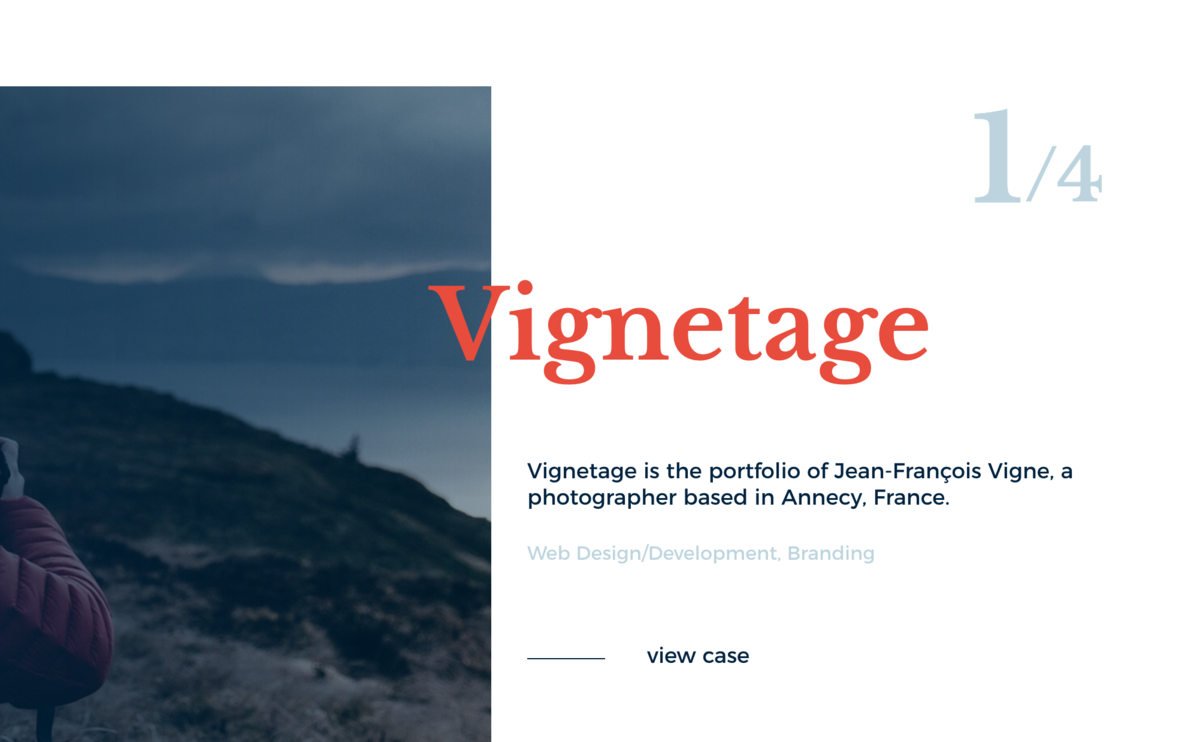 1/4
Vignetage
Vignetage is the portfolio of Jean-François Vigne, a
photographer based in Annecy, France.
Web Design/Development, Branding
view case